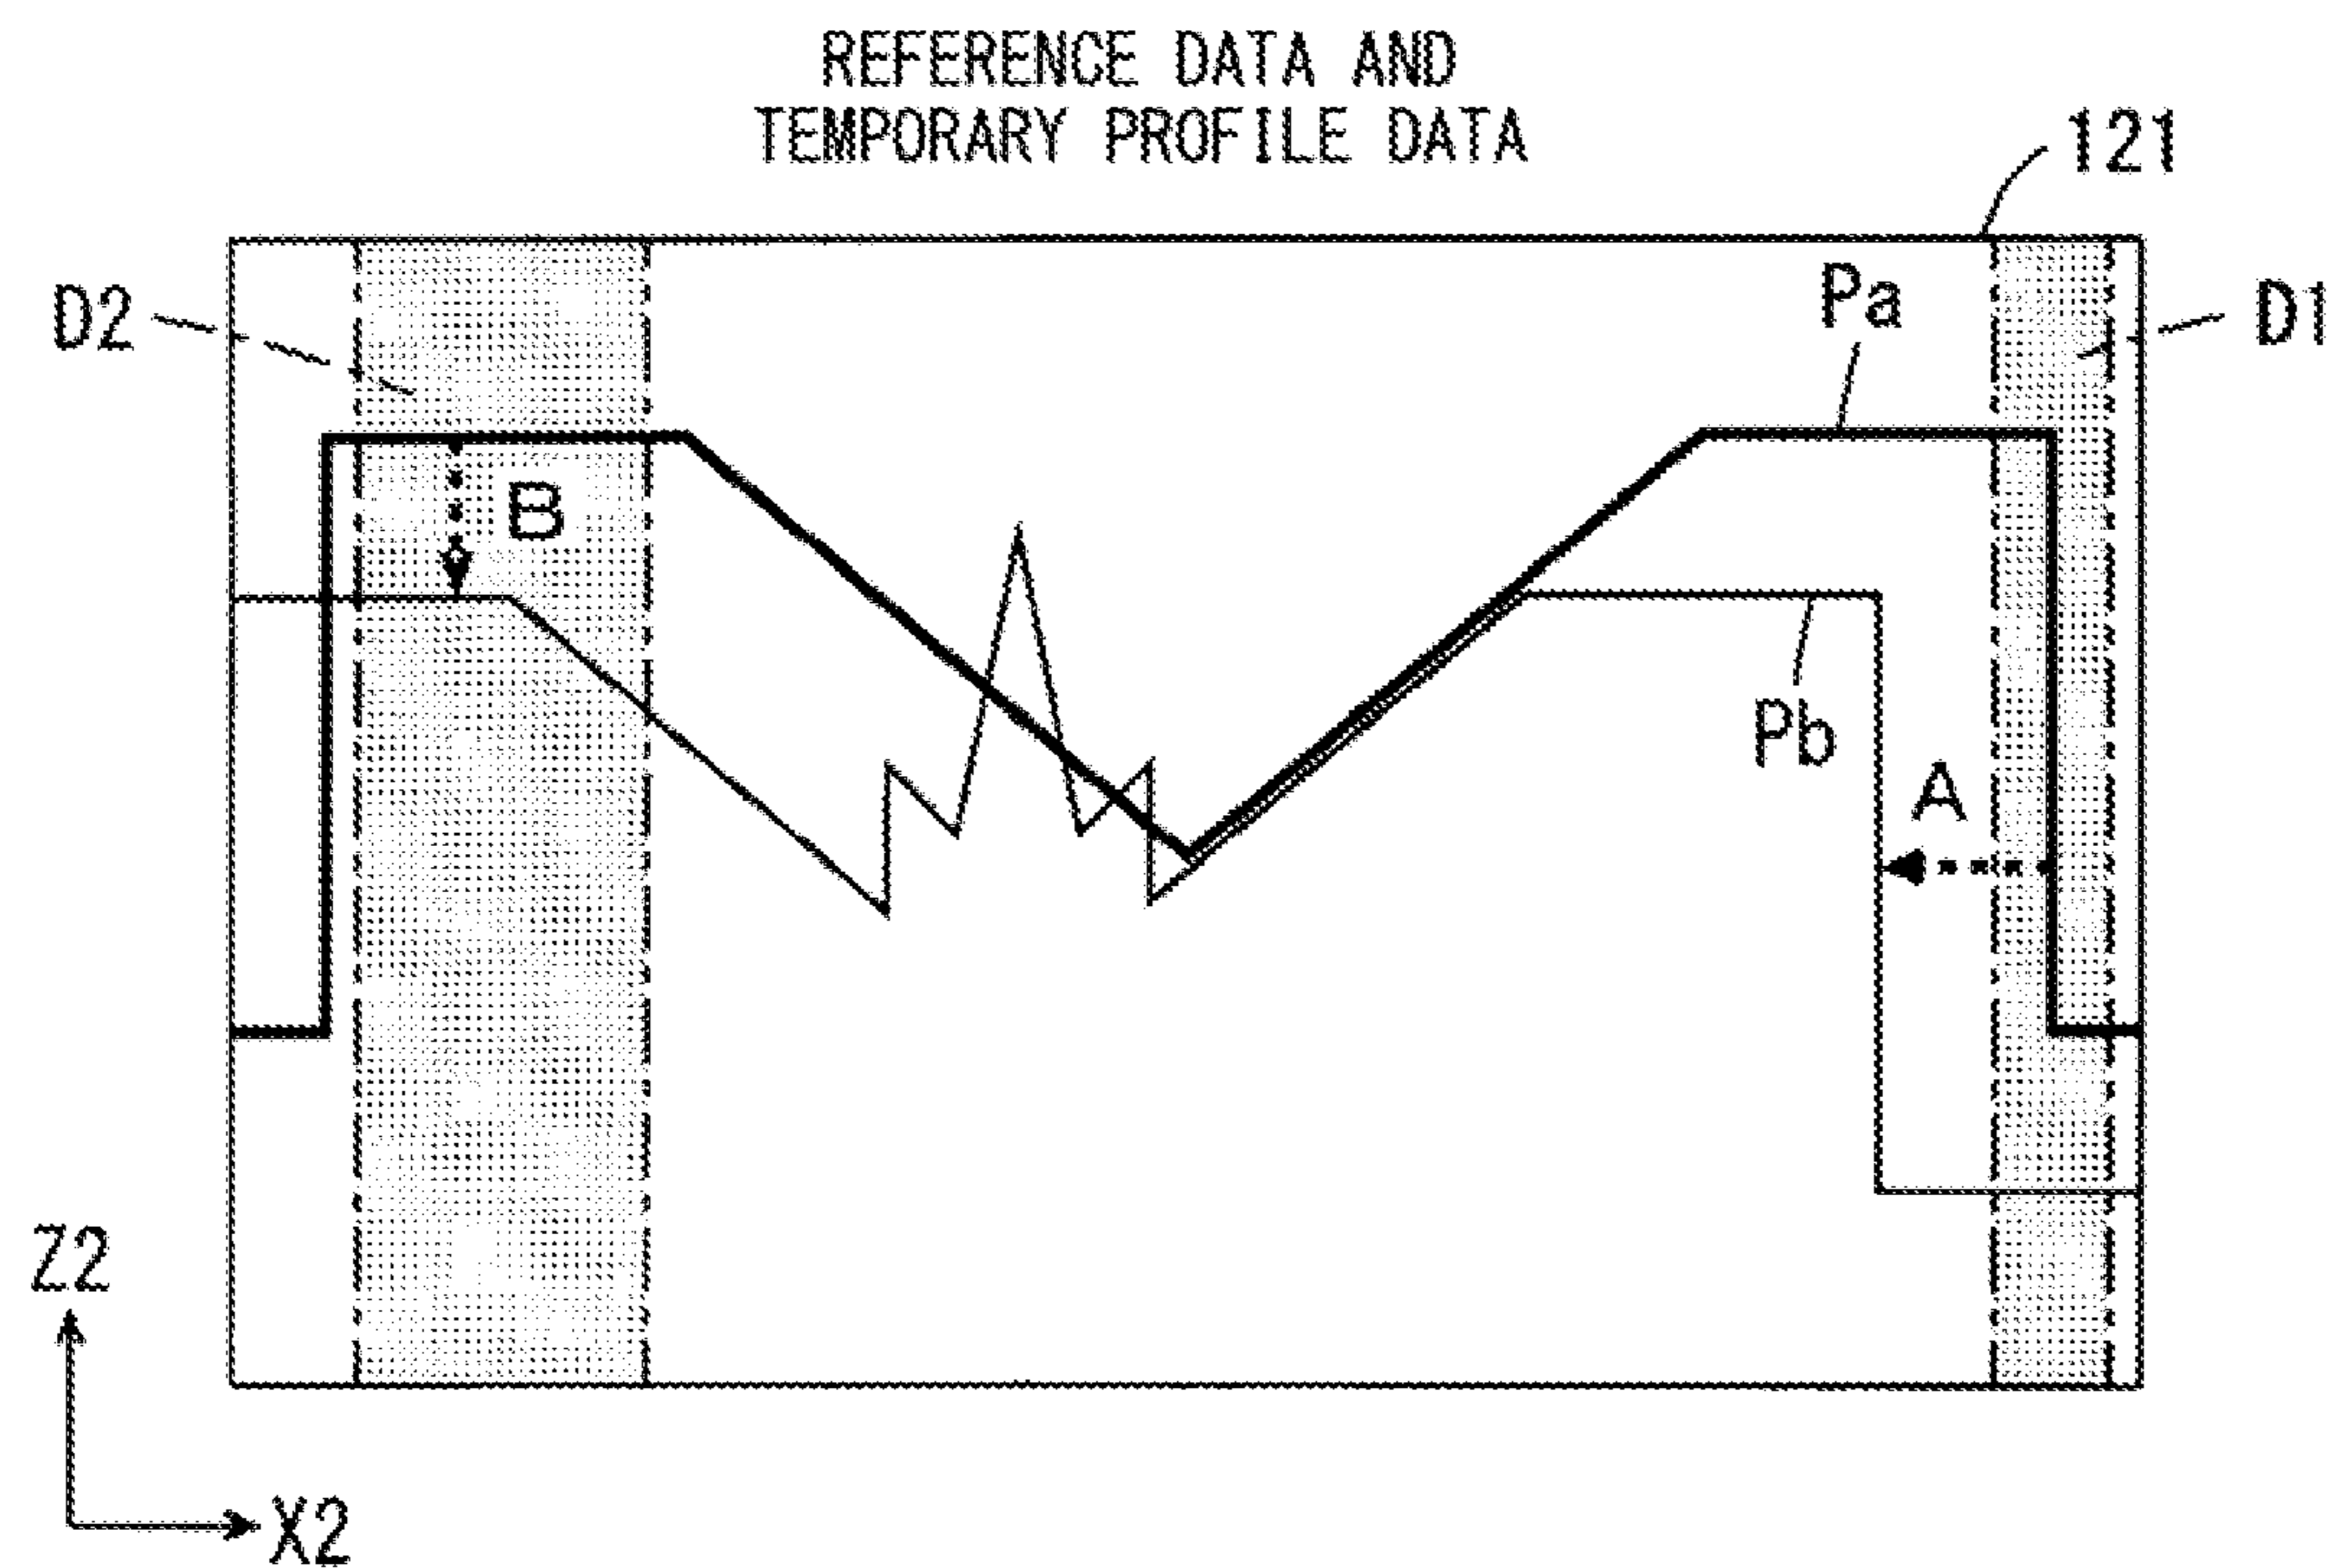 REFERENCE DATA AND
TEMPORARY PROFILE DATA
121
D2
Pa
D1
B
Pb
A
Z2
X2